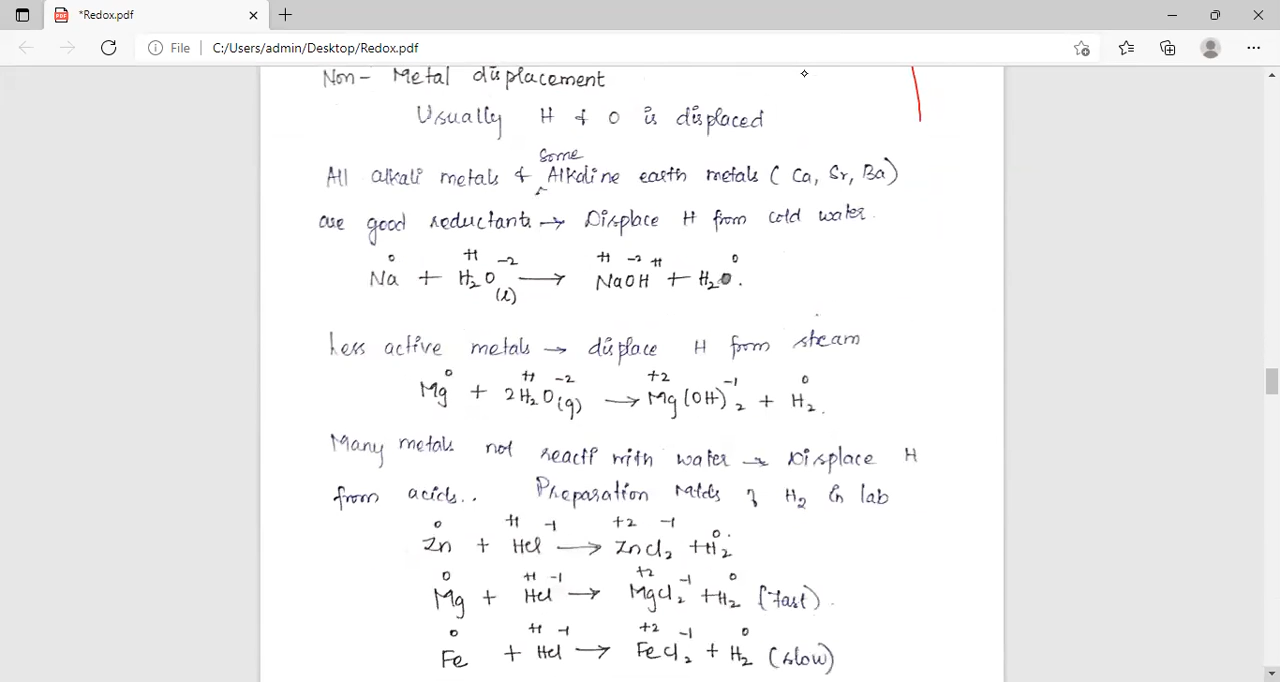 *Redox.pdf
File | C:/Users/admin/Desktop/Redox.pdf
Non- Metal displacement
Usually H & O is displaced
Some
All alkali metals & Alkaline earth metals (Ca, Sr, Ba)
are good reductants → Displace H from cold water.
0 +1 -2 +1 -2 +1 0
Na + H₂O (l) → NaOH + H₂.
Less active metals → displace H from steam
0 +1 -2 +2 -1 0
Mg + 2H₂O(g) → Mg(OH)₂ + H₂.
Many metals not react with water → Displace H
from acids.. Preparation of H₂ in lab
0 +1 -1 +2 -1 0
Zn + HCl → ZnCl₂ + H₂
0 +1 -1 +2 -1 0
Mg + HCl → MgCl₂ + H₂ (fast).
0 +1 -1 +2 -1 0
Fe + HCl → FeCl₂ + H₂ (slow)